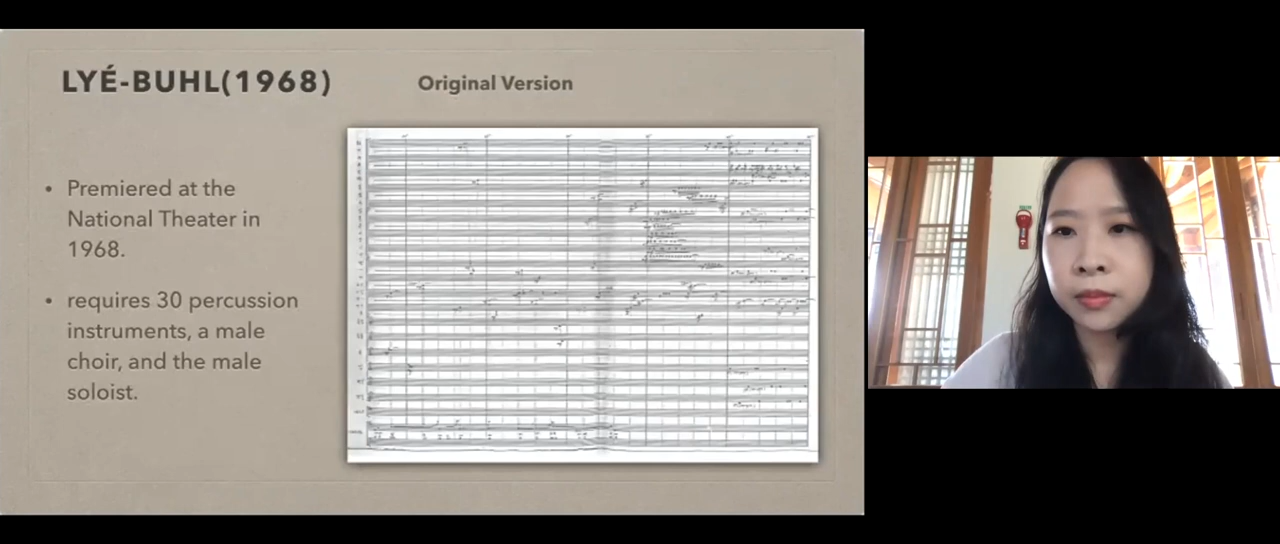 LYÉ-BUHL(1968)
Original Version
• Premiered at the
National Theater in
1968.
• requires 30 percussion
instruments, a male
choir, and the male
soloist.